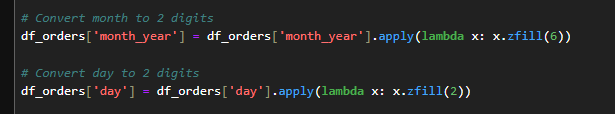 # Convert month to 2 digits
df_orders['month_year'] = df_orders['month_year'].apply(lambda x: x.zfill(6))
# Convert day to 2 digits
df_orders['day'] = df_orders['day'].apply(lambda x: x.zfill(2))